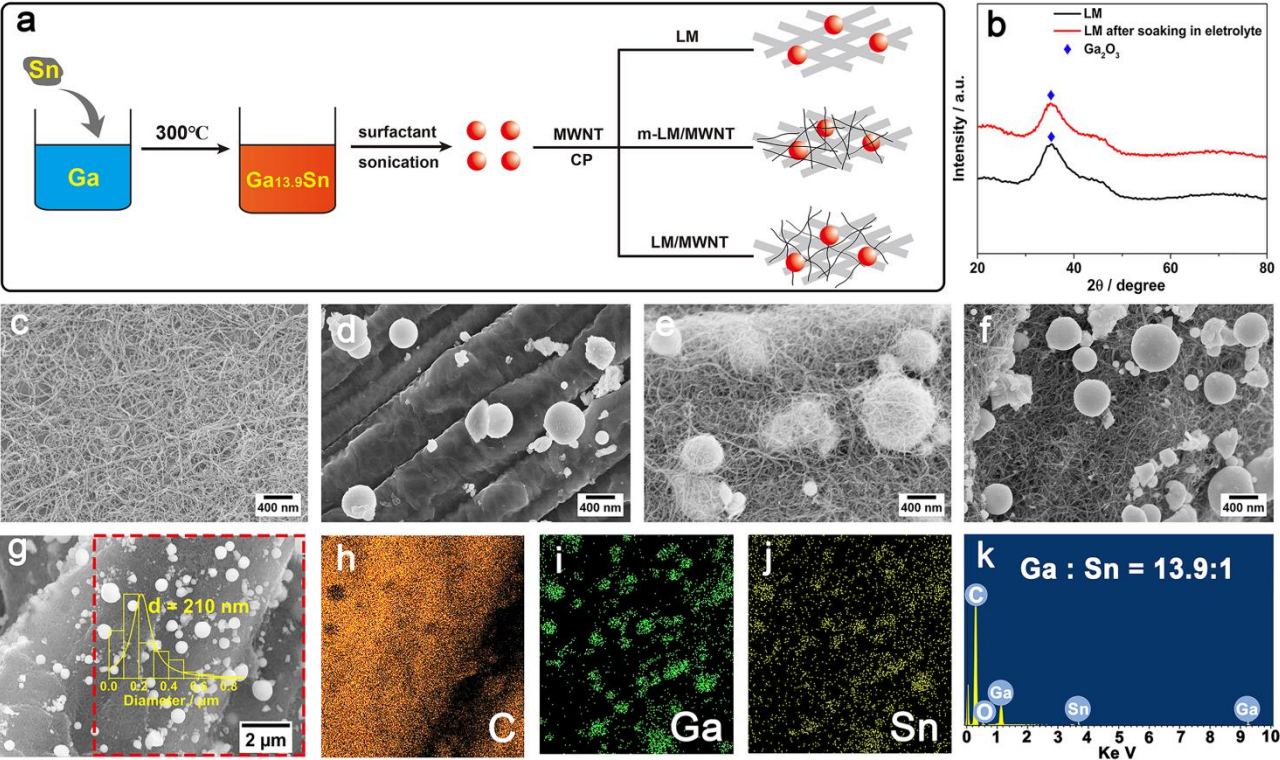 a
Sn
Ga
300℃
Ga13.9Sn
surfactant
sonication
MWNT
CP
LM
m-LM/MWNT
LM/MWNT
b
LM
LM after soaking in eletrolyte
Ga2O3
Intensity / a.u.
20 40 60 80
2θ / degree
c
400 nm
d
400 nm
e
400 nm
f
400 nm
g
d = 210 nm
0.0 0.2 0.4 0.6 0.8
Diameter / μm
2 μm
h
C
i
Ga
j
Sn
k
Ga : Sn = 13.9:1
C
O
Ga
Sn
Ga
0 1 2 3 4 5 6 7 8 9 10
Ke V